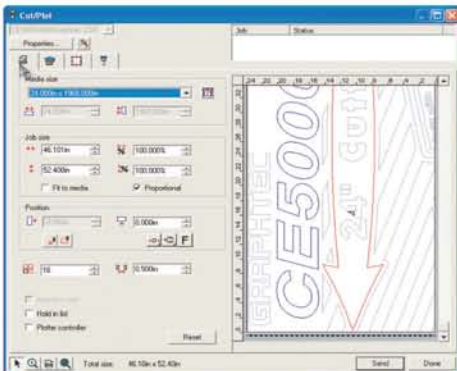 Cut/Plot
Job
Status
Properties...
Media size
24.000in x 1968.000in
Job size
46.101in
100.000%
52.400in
100.000%
Fit to media
Proportional
Position
0.000in
F
16
0.500in
Hold in list
Plotter controller
Reset
24 22 20 18 16 14 12 10 8 6 4 2
GRAPHTEC
CE5000
24" Cutt
Total size: 46.10in x 52.40in
Send
Done